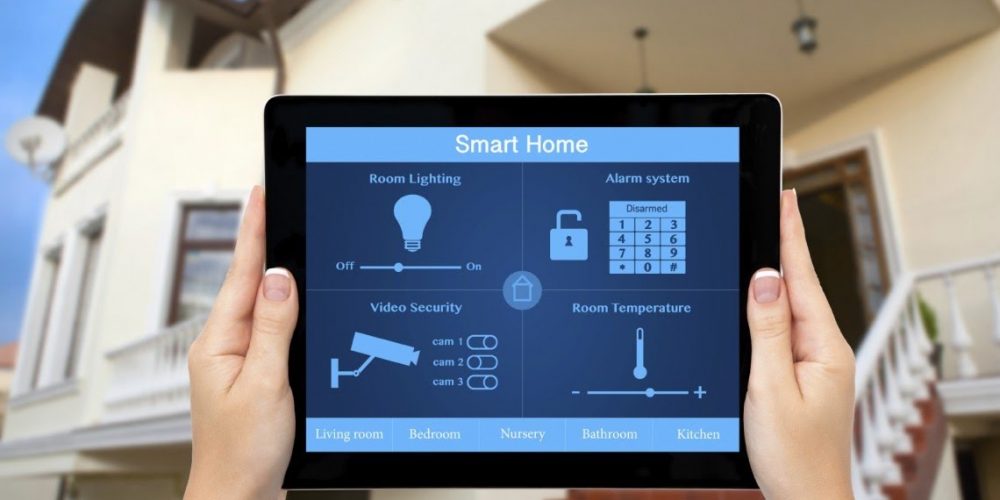 Smart Home
Room Lighting
Off On
Alarm system
Disarmed
1 2 3
4 5 6
7 8 9
* 0 #
Video Security
cam 1
cam 2
cam 3
Room Temperature
- +
Living room Bedroom Nursery Bathroom Kitchen